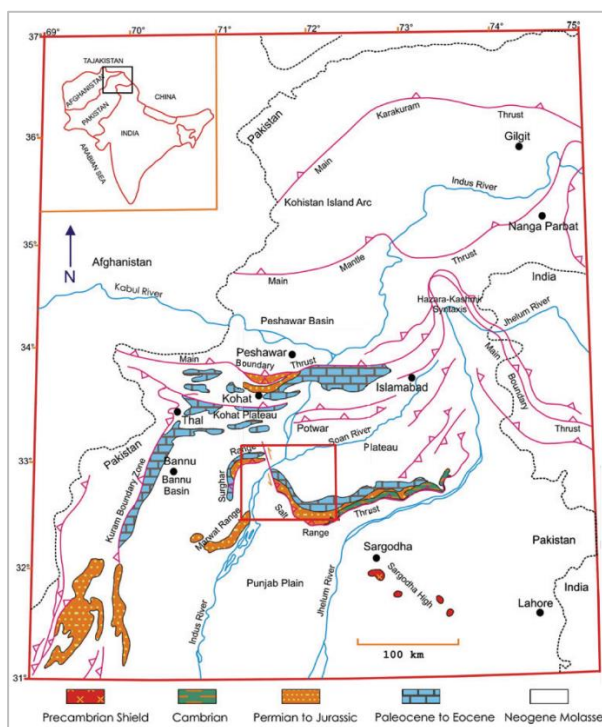 69°
70°
71°
72°
73°
74°
75°
37°
36°
35°
34°
33°
32°
31°
TAJAKISTAN
AFGHANISTAN
CHINA
PAKISTAN
INDIA
ARABIAN SEA
Pakistan
Main Karakuram Thrust
Gilgit
Indus River
Kohistan Island Arc
Nanga Parbat
N
Afghanistan
Main Mantle Thrust
India
Kabul River
Hazara-Kashmir
Syntaxis
Jhelum River
Peshawar Basin
Peshawar
Main Boundary Thrust
Islamabad
Main Boundary Thrust
Kohat
Kohat Plateau
Thal
Potwar Plateau
Soan River
Pakistan
Bannu
Bannu
Basin
Surghar Range
Kuram Boundary Zone
Salt Range Thrust
Marwat Range
Sargodha
Pakistan
Punjab Plain
Sargodha High
India
Indus River
Jhelum River
Lahore
100 km
Precambrian Shield
Cambrian
Permian to Jurassic
Paleocene to Eocene
Neogene Molasse